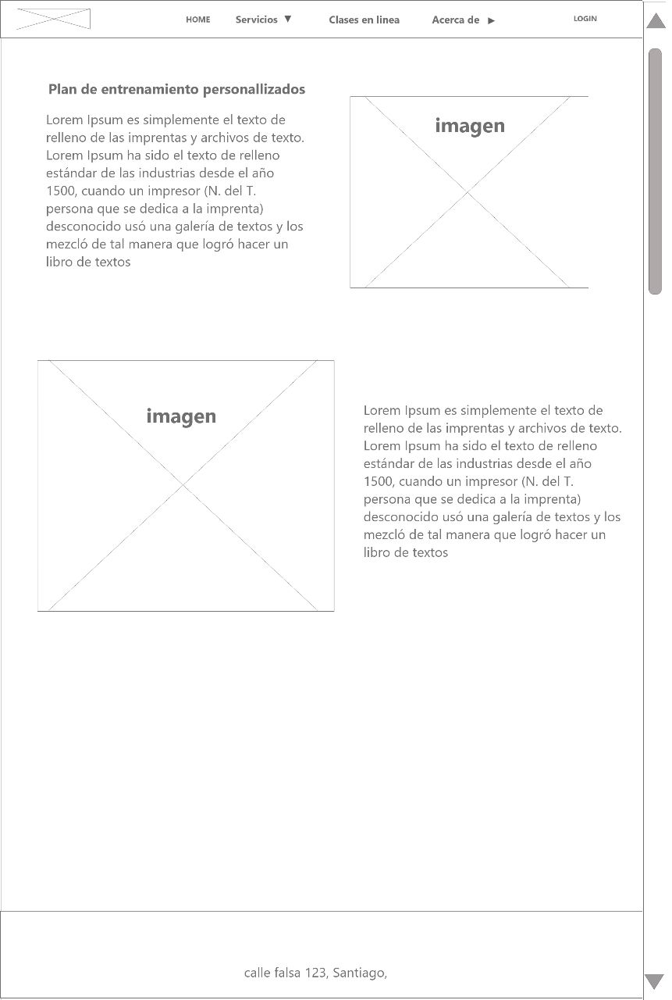 HOME Servicios ▼ Clases en linea Acerca de ▶ LOGIN
Plan de entrenamiento personallizados
Lorem Ipsum es simplemente el texto de
relleno de las imprentas y archivos de texto.
Lorem Ipsum ha sido el texto de relleno
estándar de las industrias desde el año
1500, cuando un impresor (N. del T.
persona que se dedica a la imprenta)
desconocido usó una galería de textos y los
mezcló de tal manera que logró hacer un
libro de textos
imagen
imagen
Lorem Ipsum es simplemente el texto de
relleno de las imprentas y archivos de texto.
Lorem Ipsum ha sido el texto de relleno
estándar de las industrias desde el año
1500, cuando un impresor (N. del T.
persona que se dedica a la imprenta)
desconocido usó una galería de textos y los
mezcló de tal manera que logró hacer un
libro de textos
calle falsa 123, Santiago,